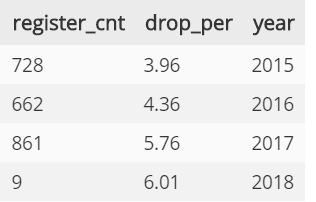 register_cnt drop_per year
728 3.96 2015
662 4.36 2016
861 5.76 2017
9 6.01 2018